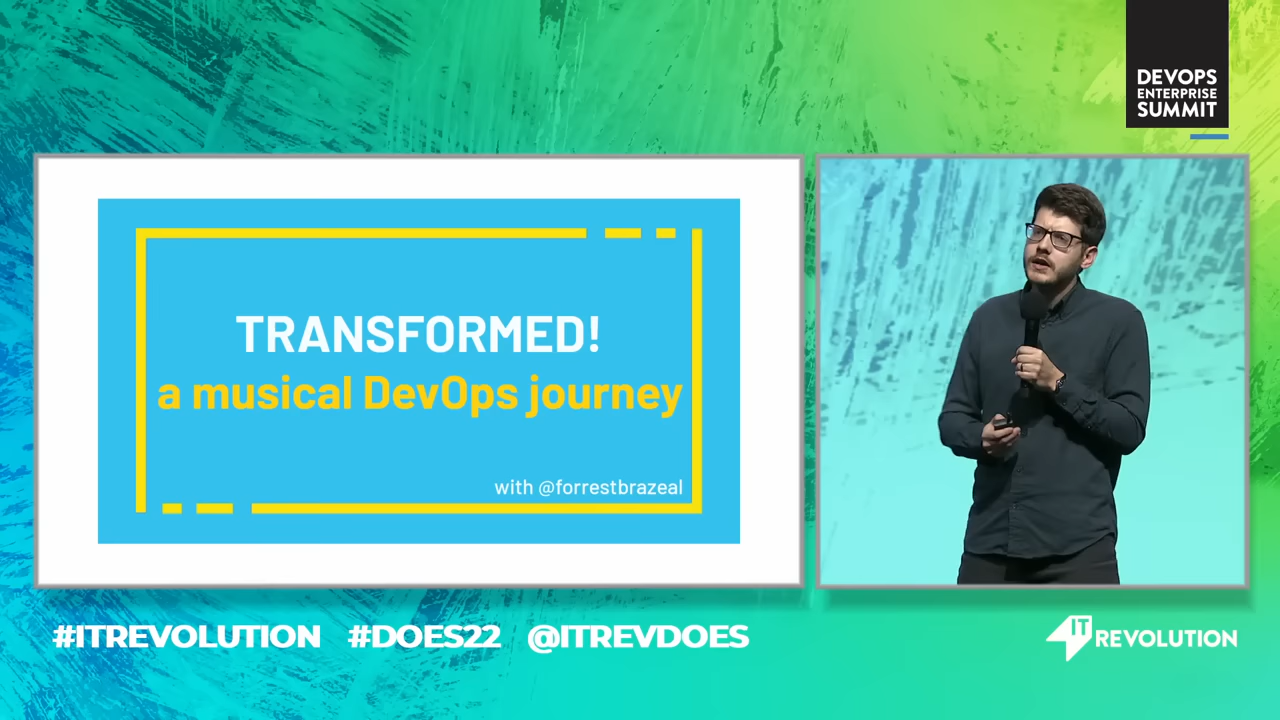 DEVOPS
ENTERPRISE
SUMMIT
TRANSFORMED!
a musical DevOps journey
with @forrestbrazeal
#ITREVOLUTION #DOES22 @ITREVDOES
IT REVOLUTION